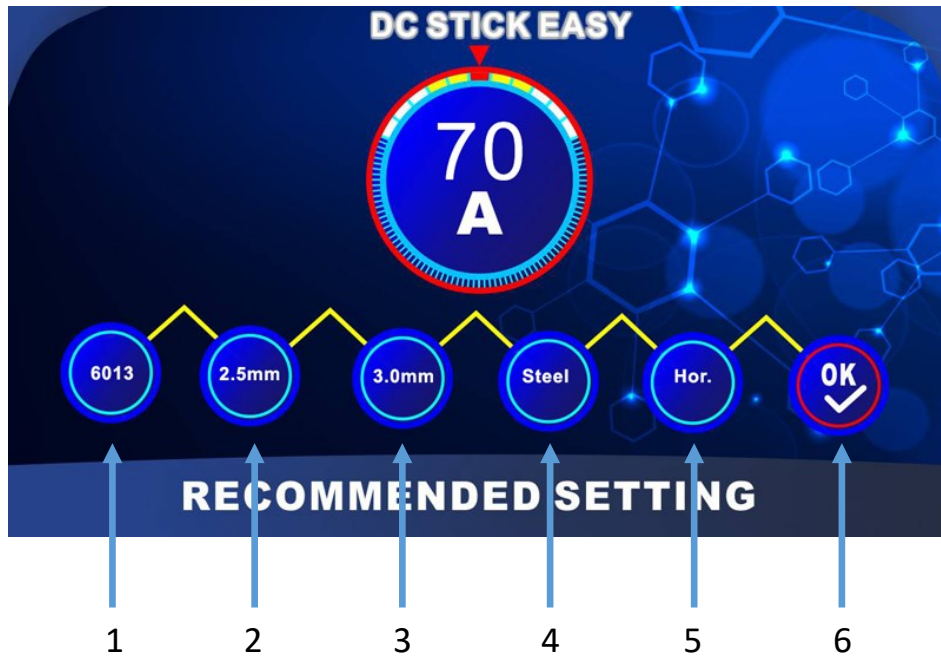 DC STICK EASY
70
A
6013
2.5mm
3.0mm
Steel
Hor.
OK
RECOMMENDED SETTING
1 2 3 4 5 6